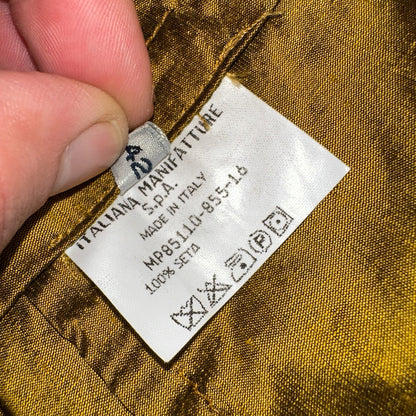 42
ITALIANA MANIFATTURE
S.P.A.
MADE IN ITALY
MP85110-855-16
100% SETA
P